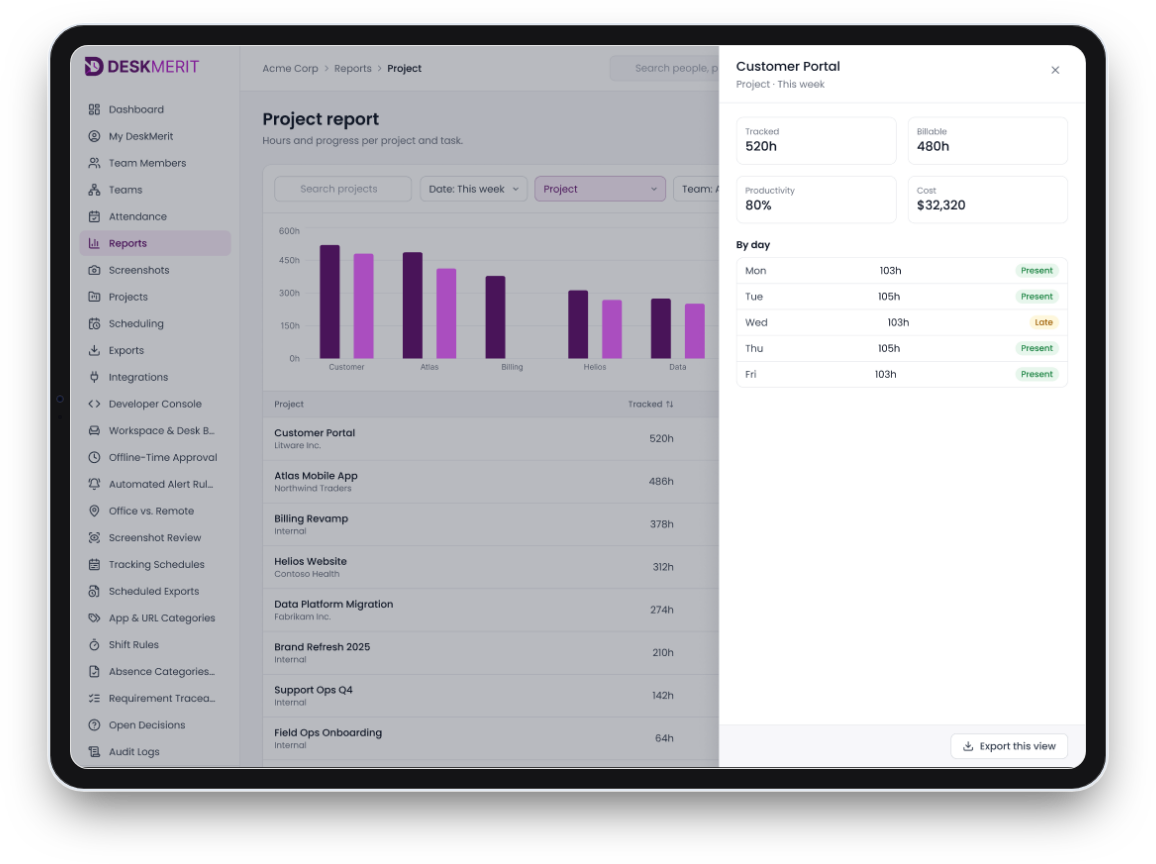 DESKMERIT
Dashboard
My DeskMerit
Team Members
Teams
Attendance
Reports
Screenshots
Projects
Scheduling
Exports
Integrations
Developer Console
Workspace & Desk B...
Offline-Time Approval
Automated Alert Rul...
Office vs. Remote
Screenshot Review
Tracking Schedules
Scheduled Exports
App & URL Categories
Shift Rules
Absence Categories...
Requirement Tracea...
Open Decisions
Audit Logs
Acme Corp > Reports > Project
Search people, p
Project report
Hours and progress per project and task.
Search projects
Date: This week
Project
Team: A
600h
450h
300h
150h
0h
Customer Atlas Billing Helios Data
Project Tracked
Customer Portal 520h
Litware Inc.
Atlas Mobile App 486h
Northwind Traders
Billing Revamp 378h
Internal
Helios Website 312h
Contoso Health
Data Platform Migration 274h
Fabrikam Inc.
Brand Refresh 2025 210h
Internal
Support Ops Q4 142h
Internal
Field Ops Onboarding 64h
Internal
Customer Portal
Project · This week
Tracked
520h
Billable
480h
Productivity
80%
Cost
$32,320
By day
Mon 103h Present
Tue 105h Present
Wed 103h Late
Thu 105h Present
Fri 103h Present
Export this view